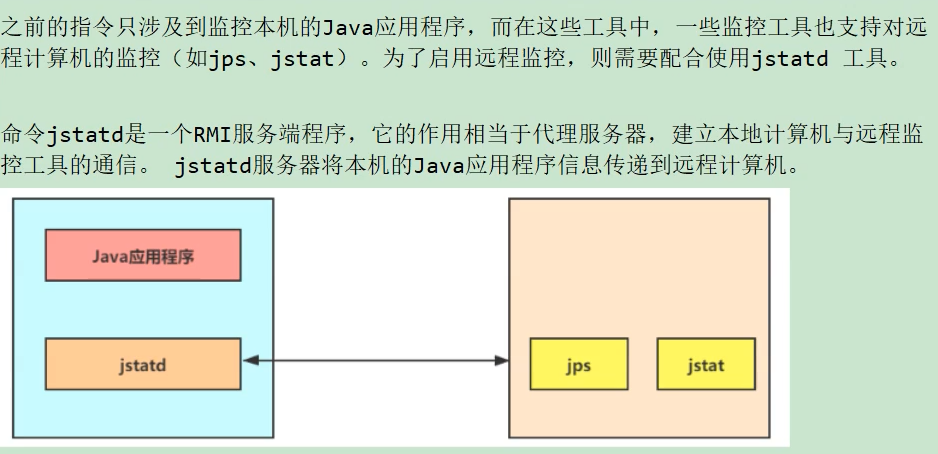 之前的指令只涉及到监控本机的Java应用程序，而在这些工具中，一些监控工具也支持对远
程计算机的监控（如jps、jstat）。为了启用远程监控，则需要配合使用jstatd 工具。
命令jstatd是一个RMI服务端程序，它的作用相当于代理服务器，建立本地计算机与远程监
控工具的通信。 jstatd服务器将本机的Java应用程序信息传递到远程计算机。
Java应用程序
jstatd
jps
jstat